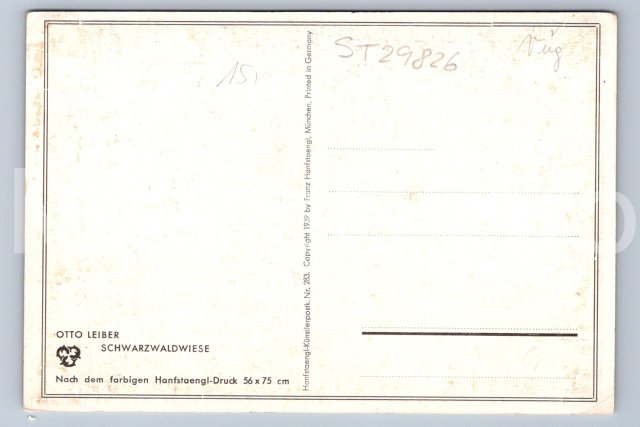 15,
ST29826
OTTO LEIBER
SCHWARZWALDWIESE
Nach dem farbigen Hanfstaengl-Druck 56 x 75 cm
Hanfstaengl-Künstlerpostk. Nr. 283. Copyright 1939 by Franz Hanfstaengl, München. Printed in Germany